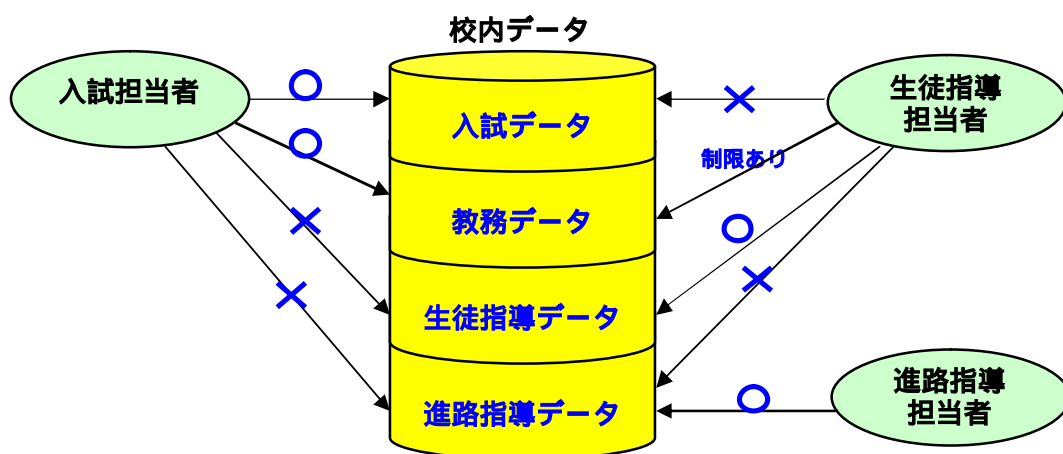 校内データ
入試担当者
○
×
生徒指導
担当者
入試データ
○
制限あり
教務データ
×
○
×
×
生徒指導データ
進路指導
担当者
○
進路指導データ